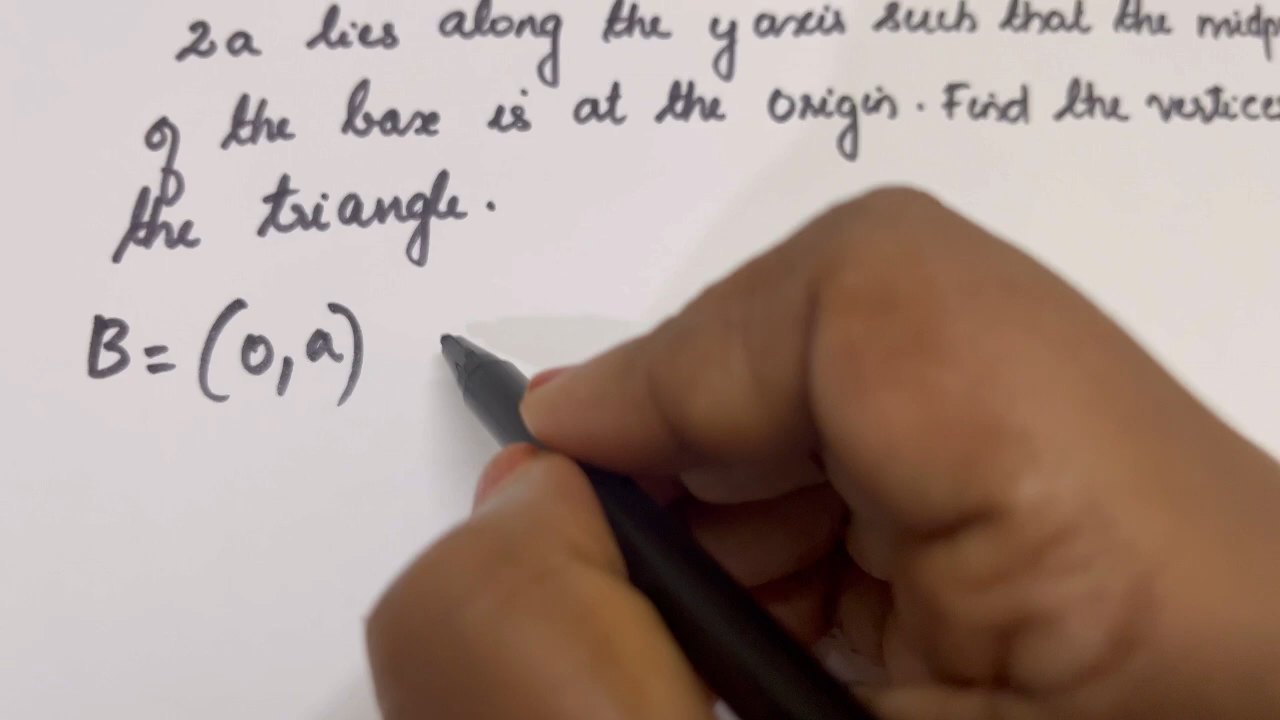 2a lies along the y axis such that the midp
of the base is at the origin. Find the vertices
the triangle.
B = (0, a)